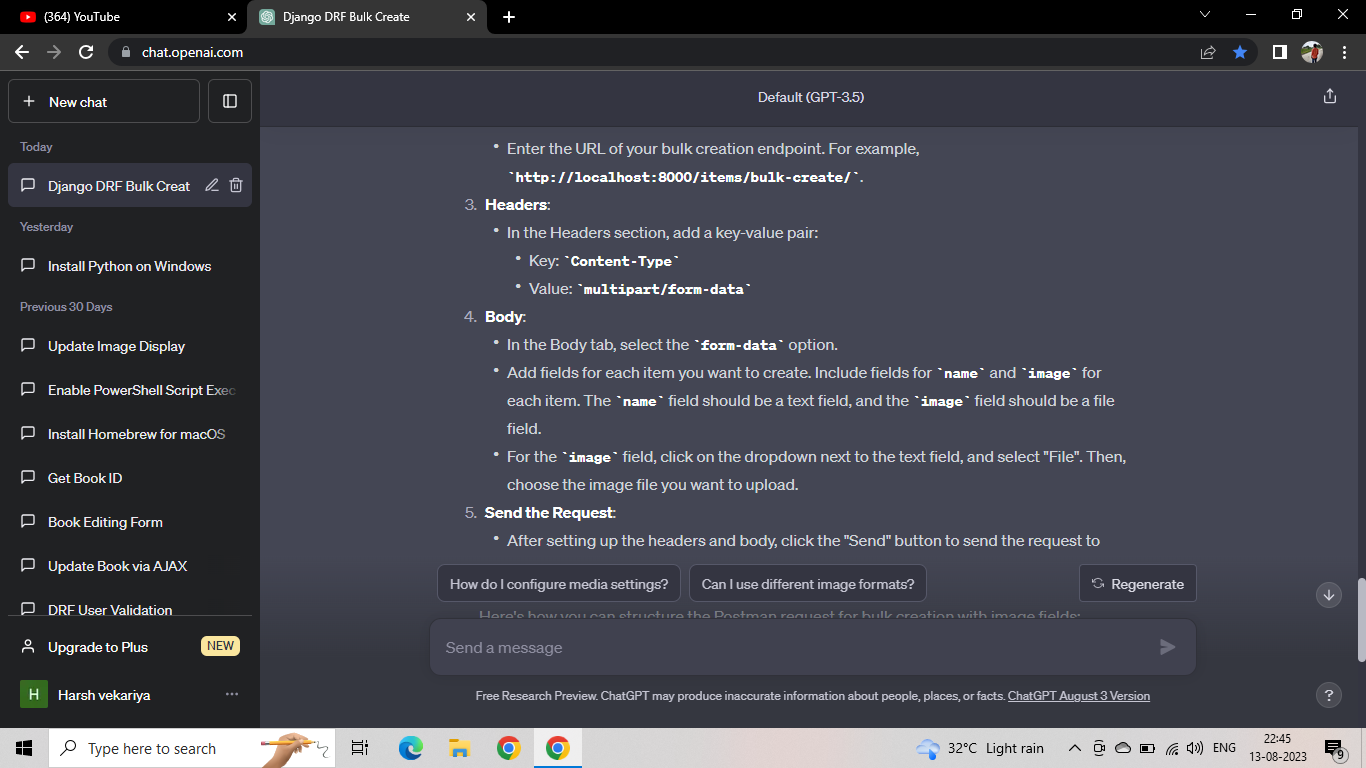 (364) YouTube
Django DRF Bulk Create
chat.openai.com
New chat
Today
Django DRF Bulk Creat
Yesterday
Install Python on Windows
Previous 30 Days
Update Image Display
Enable PowerShell Script Exec
Install Homebrew for macOS
Get Book ID
Book Editing Form
Update Book via AJAX
DRF User Validation
Upgrade to Plus
NEW
H
Harsh vekariya
Default (GPT-3.5)
• Enter the URL of your bulk creation endpoint. For example,
`http://localhost:8000/items/bulk-create/`.
3. Headers:
• In the Headers section, add a key-value pair:
• Key: `Content-Type`
• Value: `multipart/form-data`
4. Body:
• In the Body tab, select the `form-data` option.
• Add fields for each item you want to create. Include fields for `name` and `image` for
each item. The `name` field should be a text field, and the `image` field should be a file
field.
• For the `image` field, click on the dropdown next to the text field, and select "File". Then,
choose the image file you want to upload.
5. Send the Request:
• After setting up the headers and body, click the "Send" button to send the request to
How do I configure media settings?
Can I use different image formats?
Regenerate
Here's how you can structure the Postman request for bulk creation with image fields:
Send a message
Free Research Preview. ChatGPT may produce inaccurate information about people, places, or facts. ChatGPT August 3 Version
?
Type here to search
32°C Light rain
ENG
22:45
13-08-2023
9